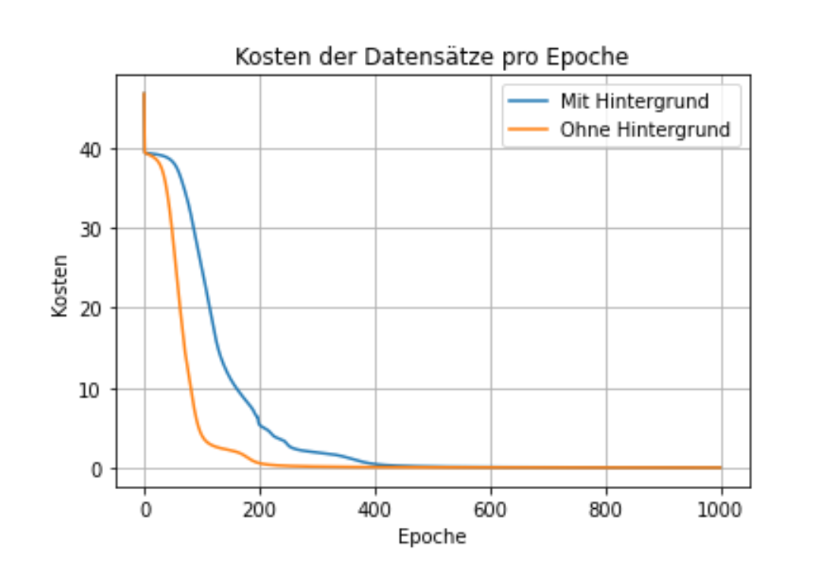 Kosten der Datensätze pro Epoche
Mit Hintergrund
Ohne Hintergrund
Kosten
40
30
20
10
0
0 200 400 600 800 1000
Epoche